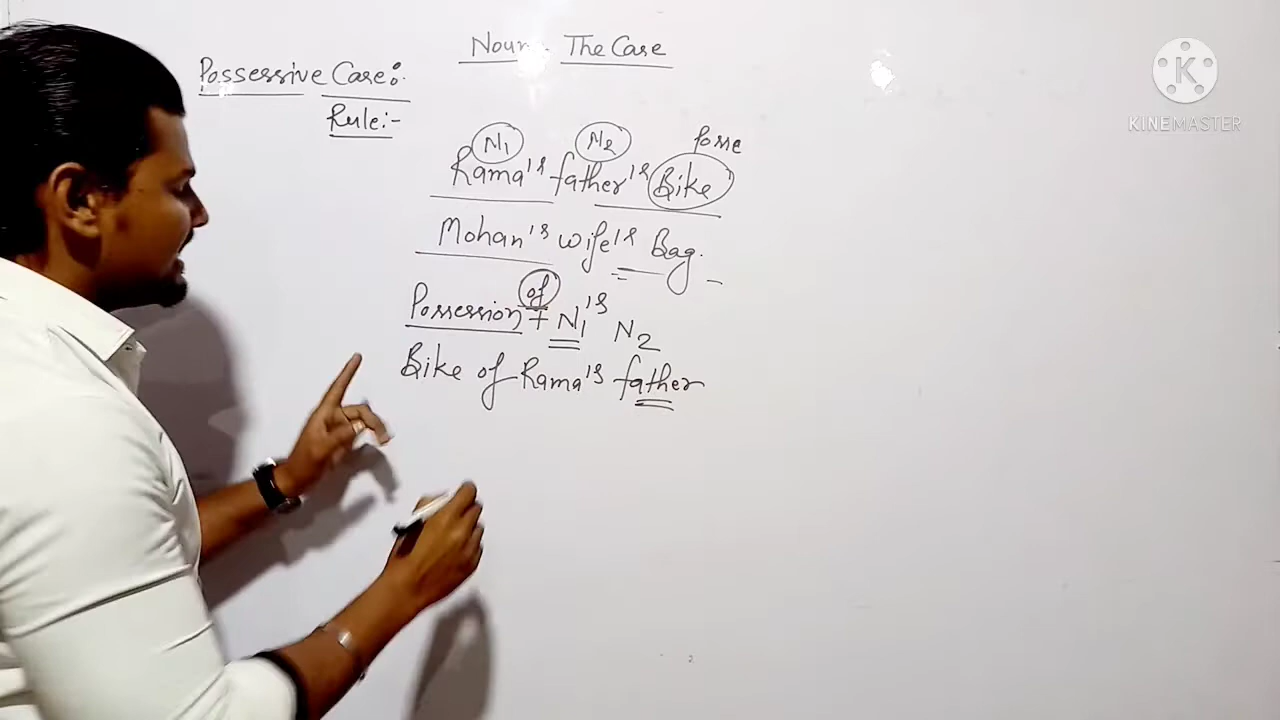 Noun - The Case
Possessive Case:-
Rule:-
N1 N2 Posse
Rama's father's Bike
Mohan's wife's Bag.
of
Possession + N1's N2
Bike of Rama's father
K
KINEMASTER